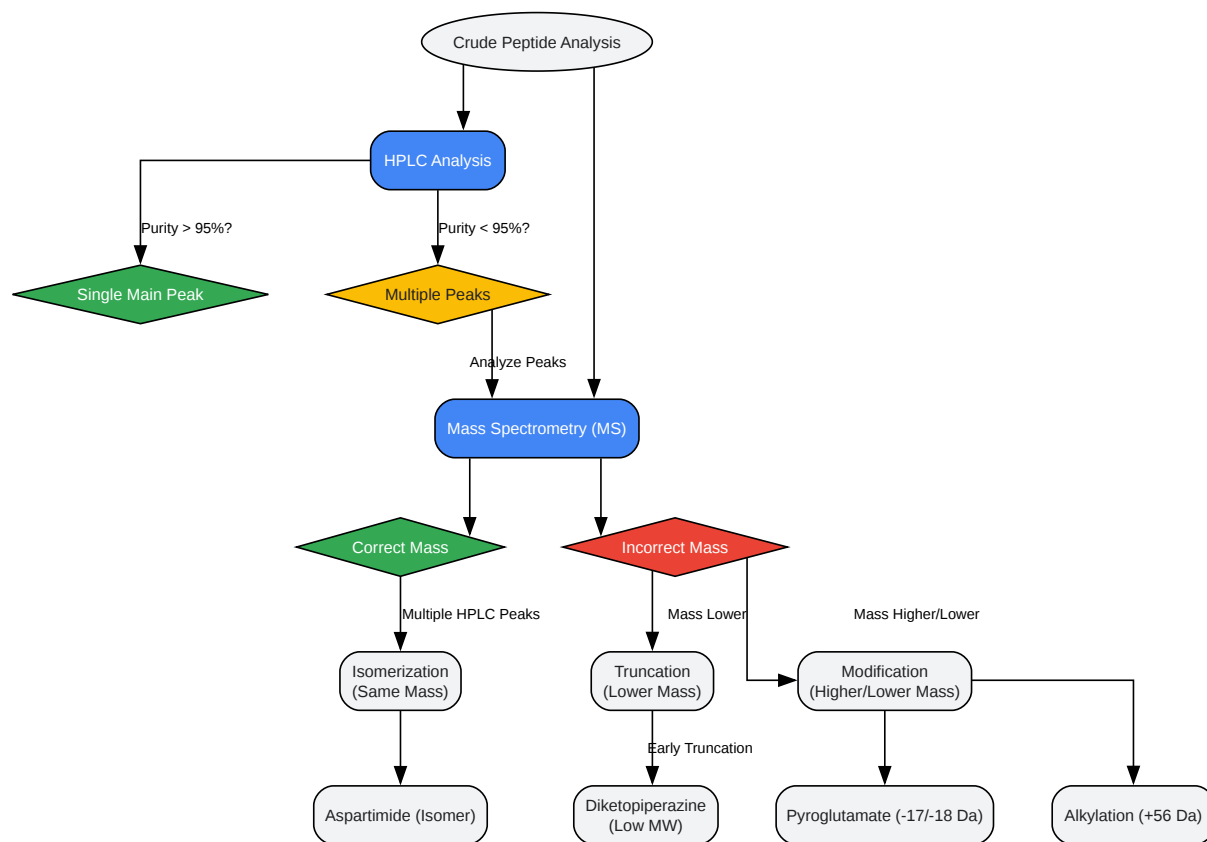 Crude Peptide Analysis
HPLC Analysis
Purity > 95%?
Purity < 95%?
Single Main Peak
Multiple Peaks
Analyze Peaks
Mass Spectrometry (MS)
Correct Mass
Incorrect Mass
Multiple HPLC Peaks
Mass Lower
Mass Higher/Lower
Isomerization
(Same Mass)
Truncation
(Lower Mass)
Modification
(Higher/Lower Mass)
Early Truncation
Aspartimide (Isomer)
Diketopiperazine
(Low MW)
Pyroglutamate (-17/-18 Da)
Alkylation (+56 Da)